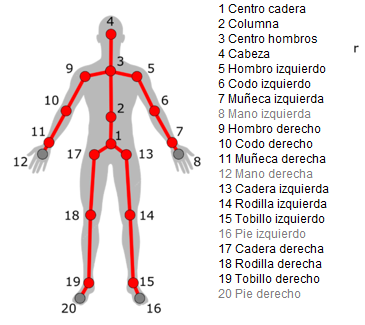 4
3
9
5
10
6
2
11
7
12
1
8
17
13
18
14
19
15
20
16
1 Centro cadera
2 Columna
3 Centro hombros
4 Cabeza
5 Hombro izquierdo
6 Codo izquierdo
7 Muñeca izquierda
8 Mano izquierda
9 Hombro derecho
10 Codo derecho
11 Muñeca derecha
12 Mano derecha
13 Cadera izquierda
14 Rodilla izquierda
15 Tobillo izquierdo
16 Pie izquierdo
17 Cadera derecha
18 Rodilla derecha
19 Tobillo derecho
20 Pie derecho
r